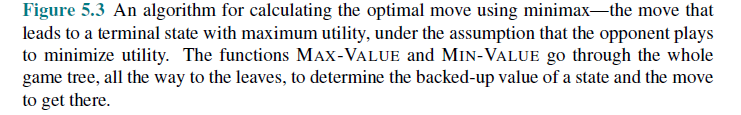 Figure 5.3 An algorithm for calculating the optimal move using minimax—the move that
leads to a terminal state with maximum utility, under the assumption that the opponent plays
to minimize utility. The functions MAX-VALUE and MIN-VALUE go through the whole
game tree, all the way to the leaves, to determine the backed-up value of a state and the move
to get there.